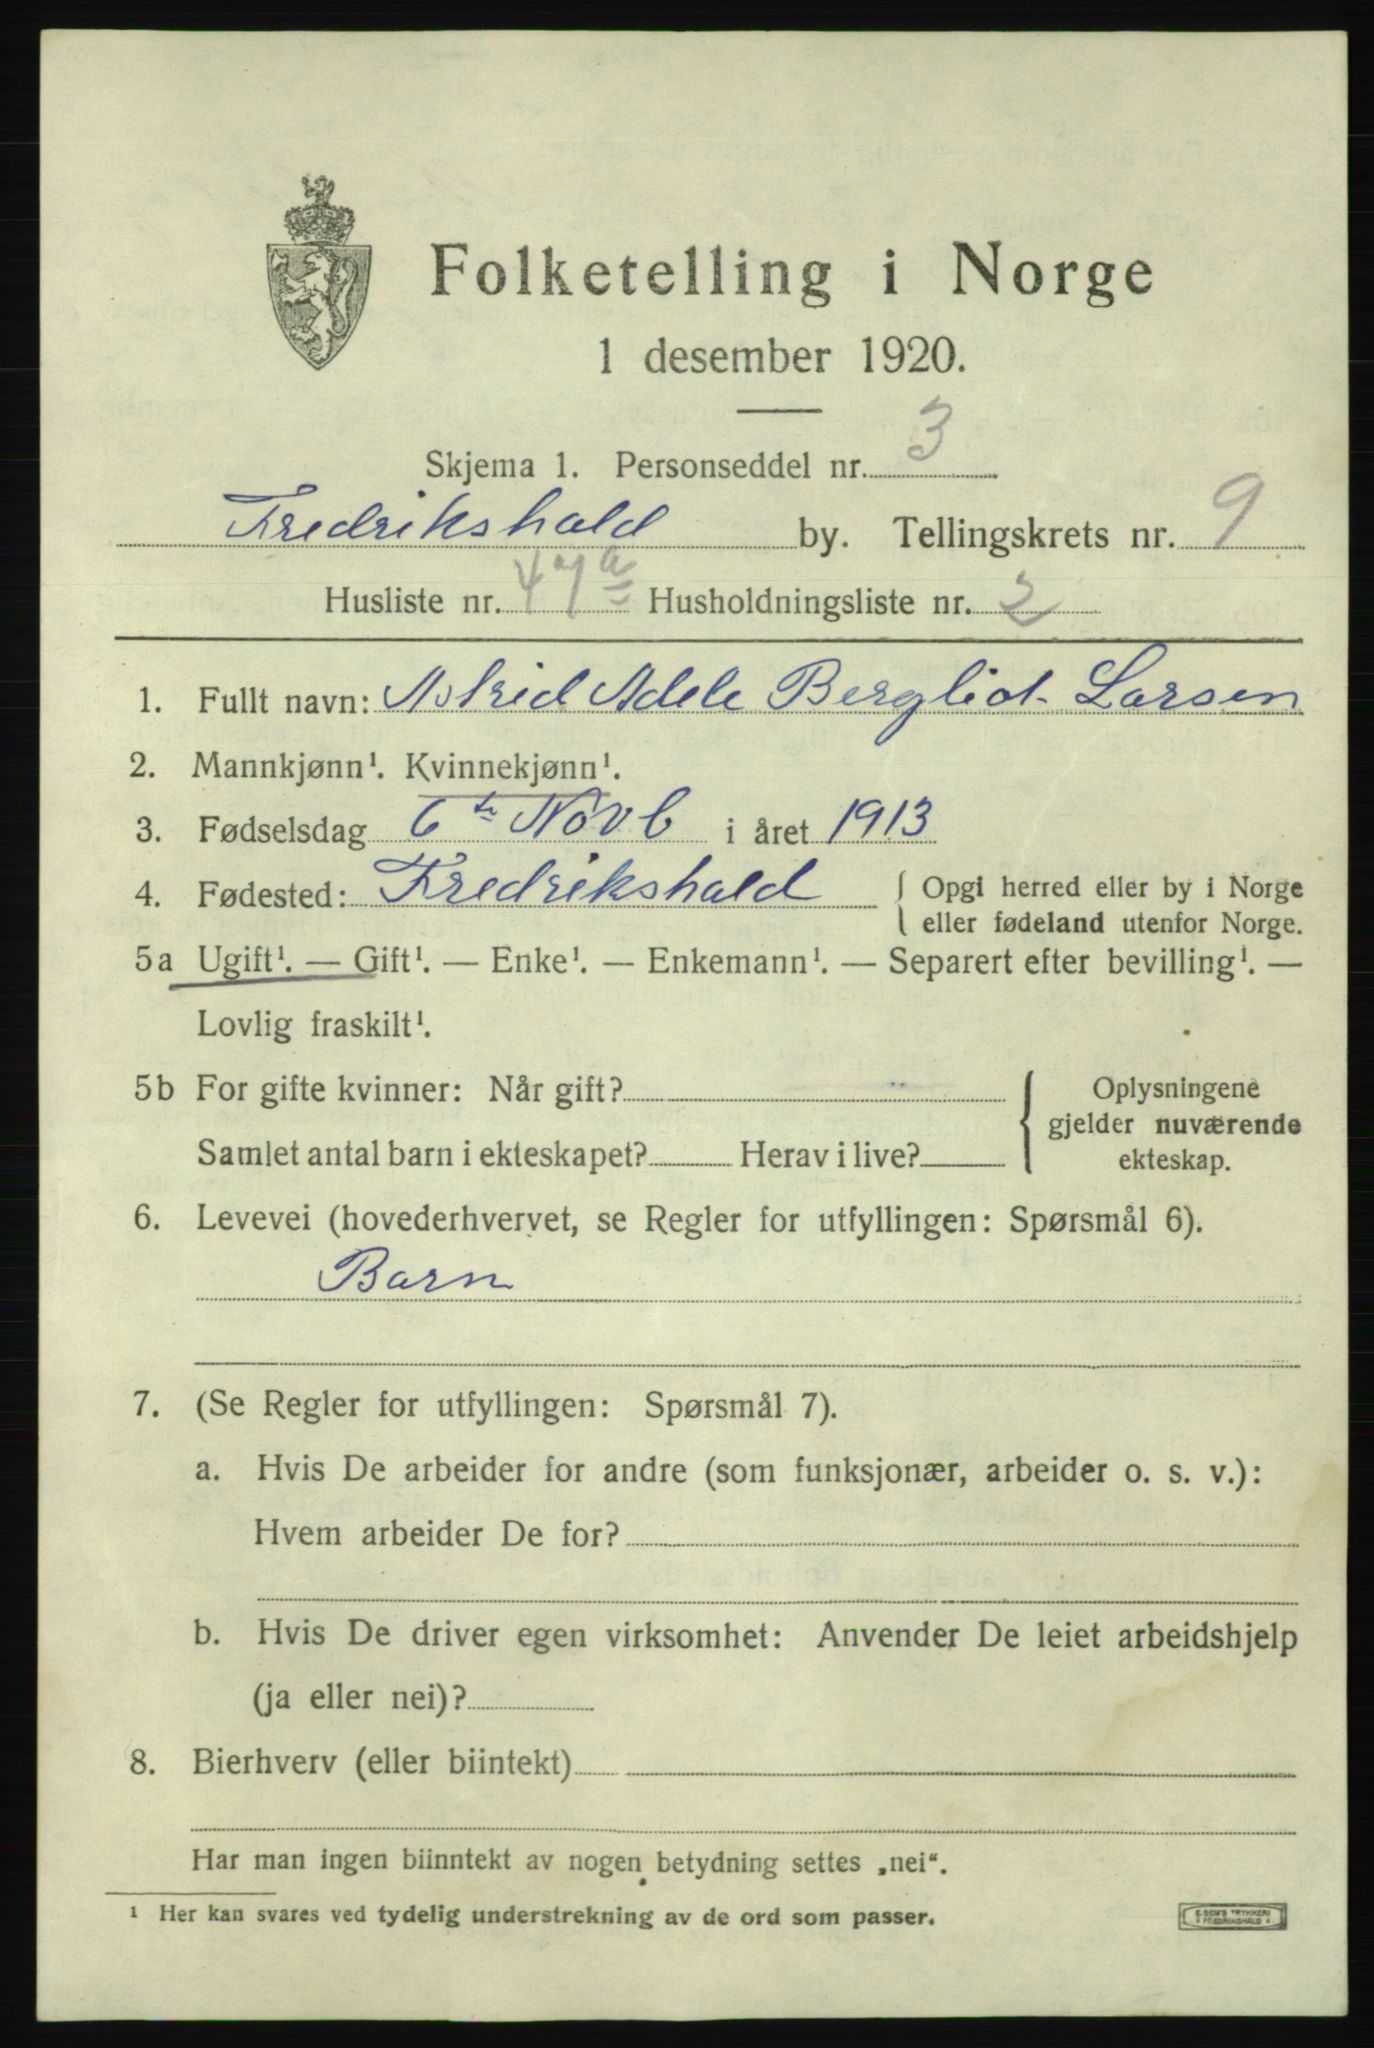 Folketelling i Norge
1 desember 1920.
Skjema 1. Personseddel nr. 3
Fredrikshald by. Tellingskrets nr. 9
Husliste nr. 47a Husholdningsliste nr. 2
1. Fullt navn: Astrid Adele Berglid-Larsen
2. Mannkjønn¹. Kvinnekjønn¹.
3. Fødselsdag 6te Novb i året 1913
4. Fødested: Fredrikshald { Opgi herred eller by i Norge
eller fødeland utenfor Norge.
5a Ugift¹. — Gift¹. — Enke¹. — Enkemann¹. — Separert efter bevilling¹. —
Lovlig fraskilt¹.
5b For gifte kvinner: Når gift? { Oplysningene
gjelder nuværende
Samlet antal barn i ekteskapet? Herav i live? ekteskap.
6. Levevei (hovederhvervet, se Regler for utfyllingen: Spørsmål 6).
Barn
7. (Se Regler for utfyllingen: Spørsmål 7).
a. Hvis De arbeider for andre (som funksjonær, arbeider o. s. v.):
Hvem arbeider De for?
b. Hvis De driver egen virksomhet: Anvender De leiet arbeidshjelp
(ja eller nei)?
8. Bierhverv (eller biintekt)
Har man ingen biinntekt av nogen betydning settes „nei“.
¹ Her kan svares ved tydelig understrekning av de ord som passer.
E. SEM'S TRYKKERI
FREDRIKSHALD